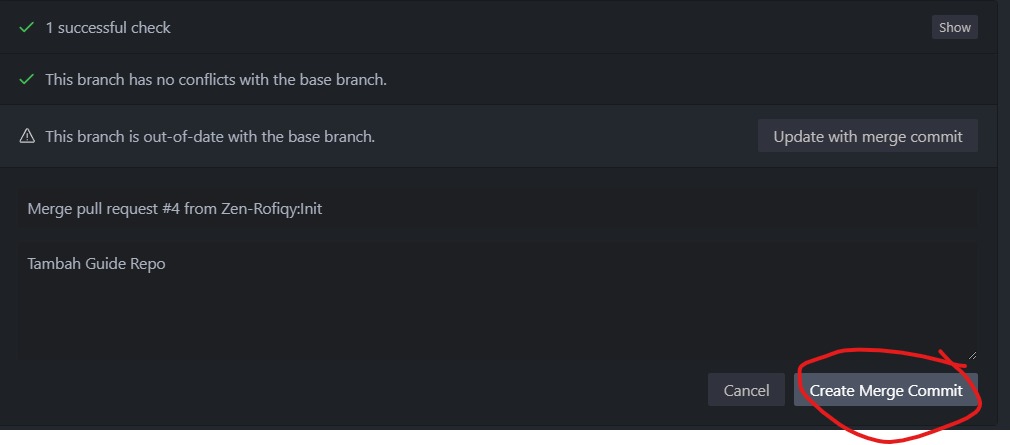 1 successful check
Show
This branch has no conflicts with the base branch.
This branch is out-of-date with the base branch.
Update with merge commit
Merge pull request #4 from Zen-Rofiqy:Init
Tambah Guide Repo
Cancel
Create Merge Commit